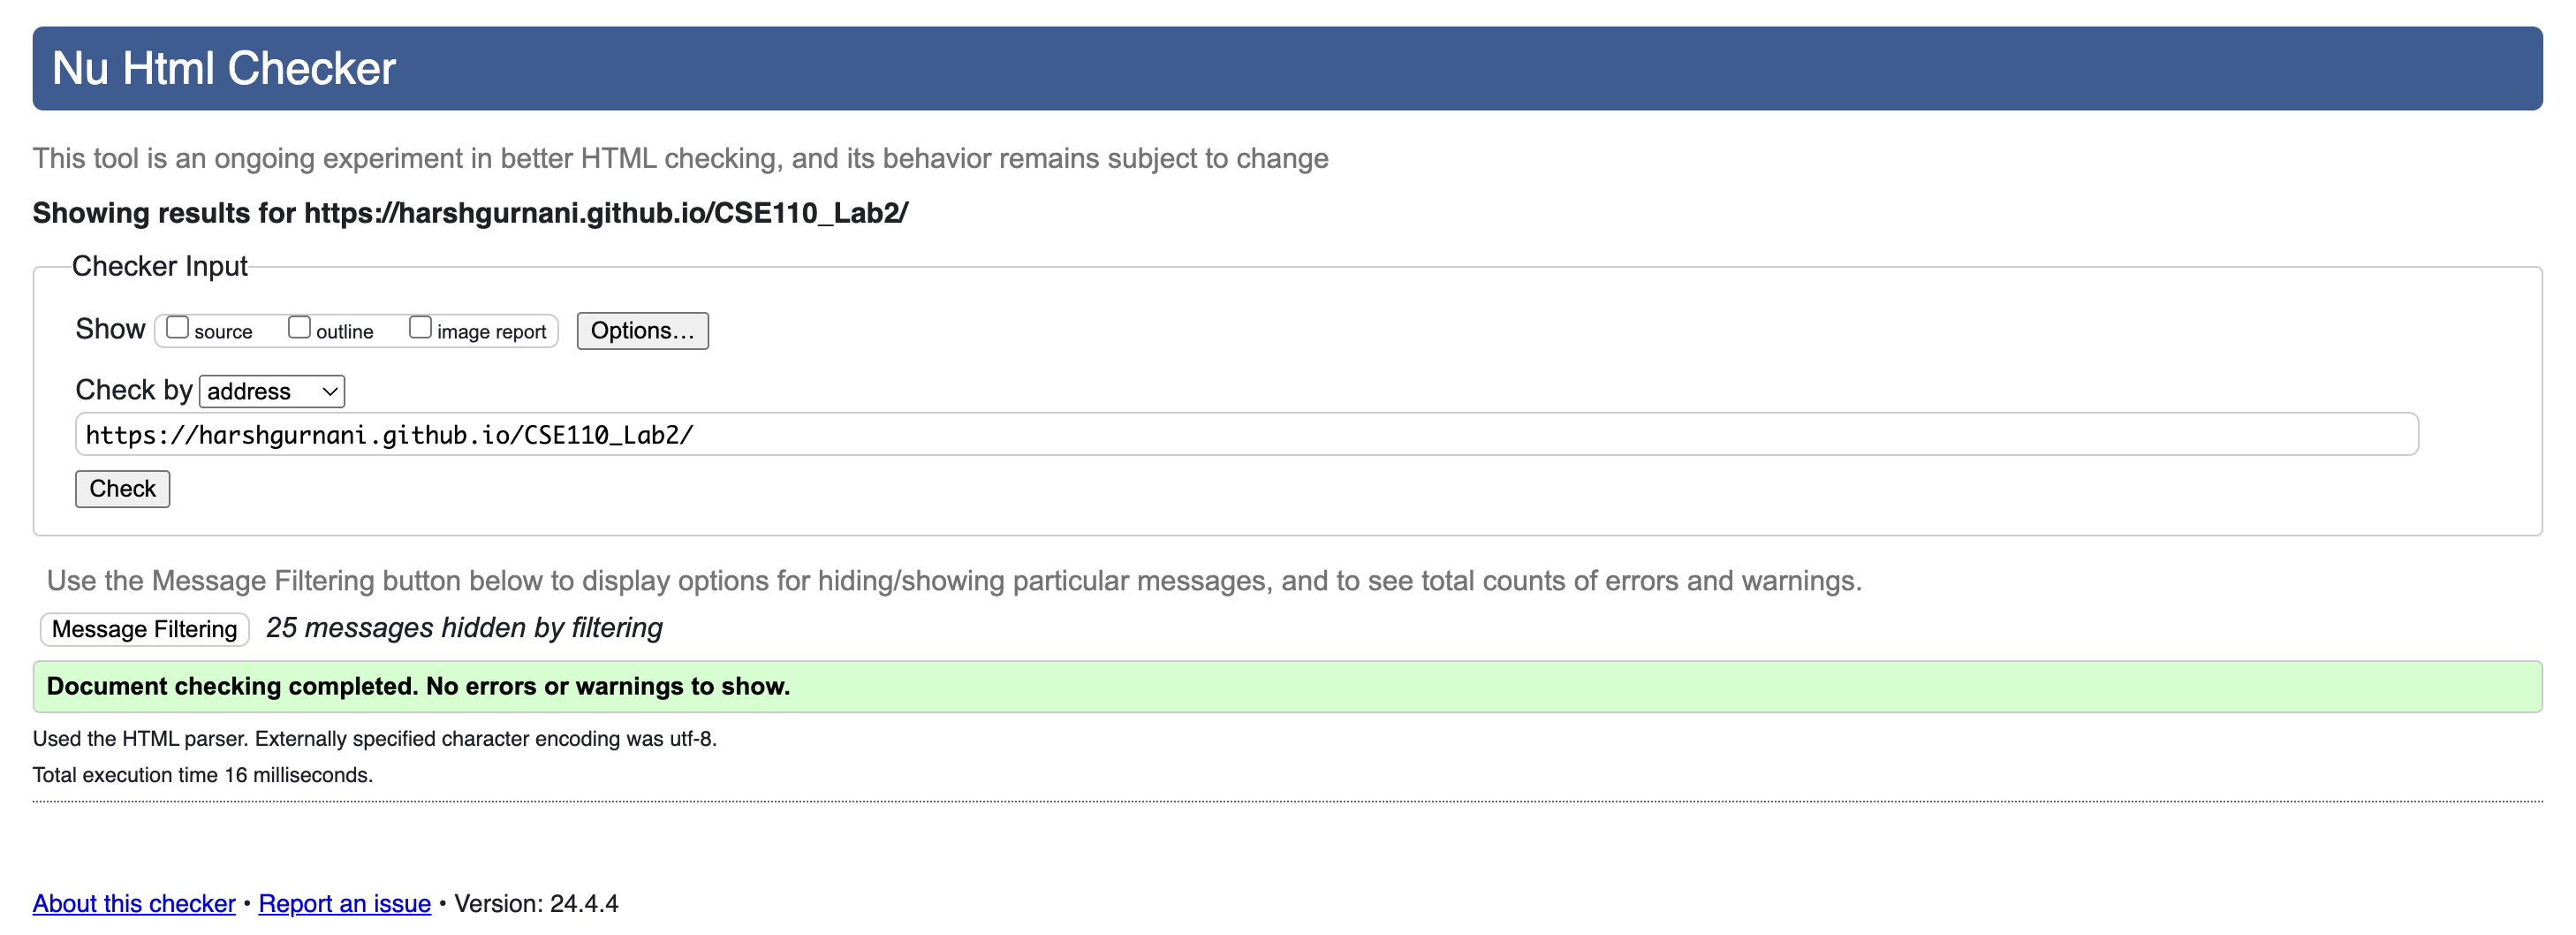 Nu Html Checker
This tool is an ongoing experiment in better HTML checking, and its behavior remains subject to change
Showing results for https://harshgurnani.github.io/CSE110_Lab2/
Checker Input
Show source outline image report Options…
Check by address
https://harshgurnani.github.io/CSE110_Lab2/
Check
Use the Message Filtering button below to display options for hiding/showing particular messages, and to see total counts of errors and warnings.
Message Filtering 25 messages hidden by filtering
Document checking completed. No errors or warnings to show.
Used the HTML parser. Externally specified character encoding was utf-8.
Total execution time 16 milliseconds.
About this checker • Report an issue • Version: 24.4.4